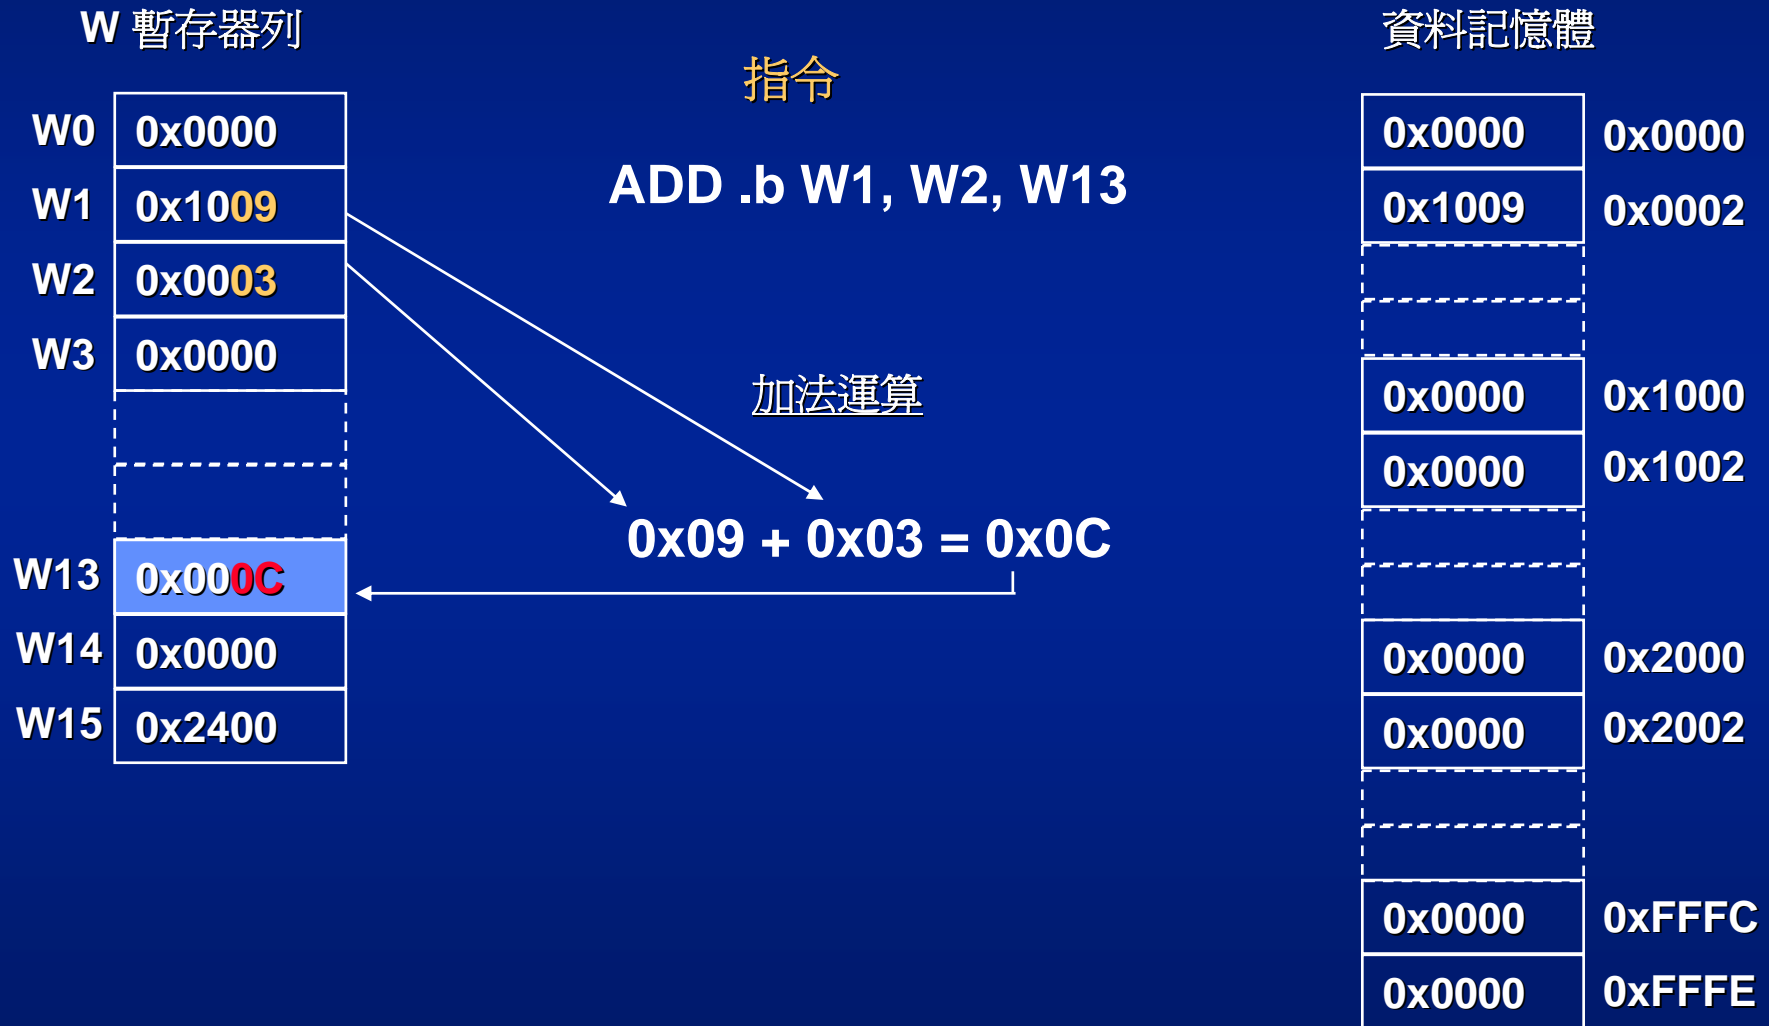 W 暫存器列
W0 0x0000
W1 0x1009
W2 0x0003
W3 0x0000
W13 0x000C
W14 0x0000
W15 0x2400
指令
ADD .b W1, W2, W13
加法運算
0x09 + 0x03 = 0x0C
資料記憶體
0x0000 0x0000
0x1009 0x0002
0x0000 0x1000
0x0000 0x1002
0x0000 0x2000
0x0000 0x2002
0x0000 0xFFFC
0x0000 0xFFFE